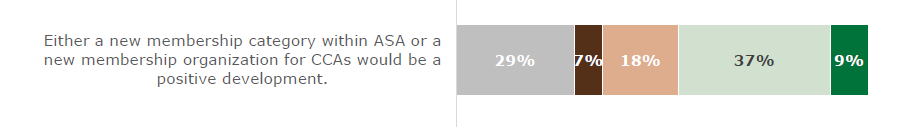 Either a new membership category within ASA or a
new membership organization for CCAs would be a
positive development.
29% 7% 18% 37% 9%